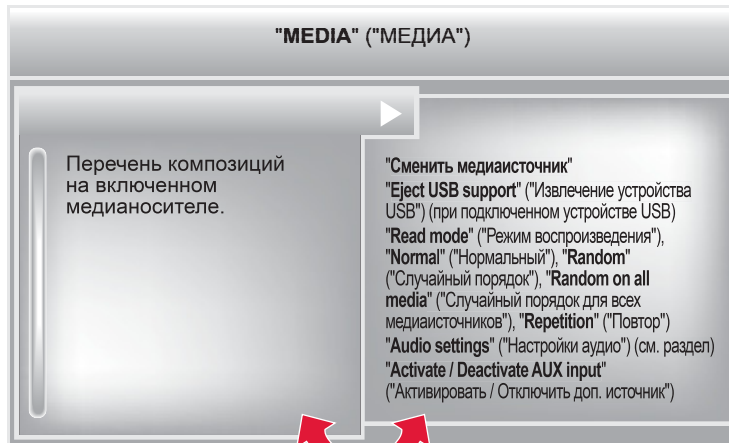 "MEDIA" ("МЕДИА")
Перечень композиций
на включенном
медианосителе.
"Сменить медиаисточник"
"Eject USB support" ("Извлечение устройства
USB") (при подключенном устройстве USB)
"Read mode" ("Режим воспроизведения"),
"Normal" ("Нормальный"), "Random"
("Случайный порядок"), "Random on all
media" ("Случайный порядок для всех
медиаисточников"), "Repetition" ("Повтор")
"Audio settings" ("Настройки аудио") (см. раздел)
"Activate / Deactivate AUX input"
("Активировать / Отключить доп. источник")